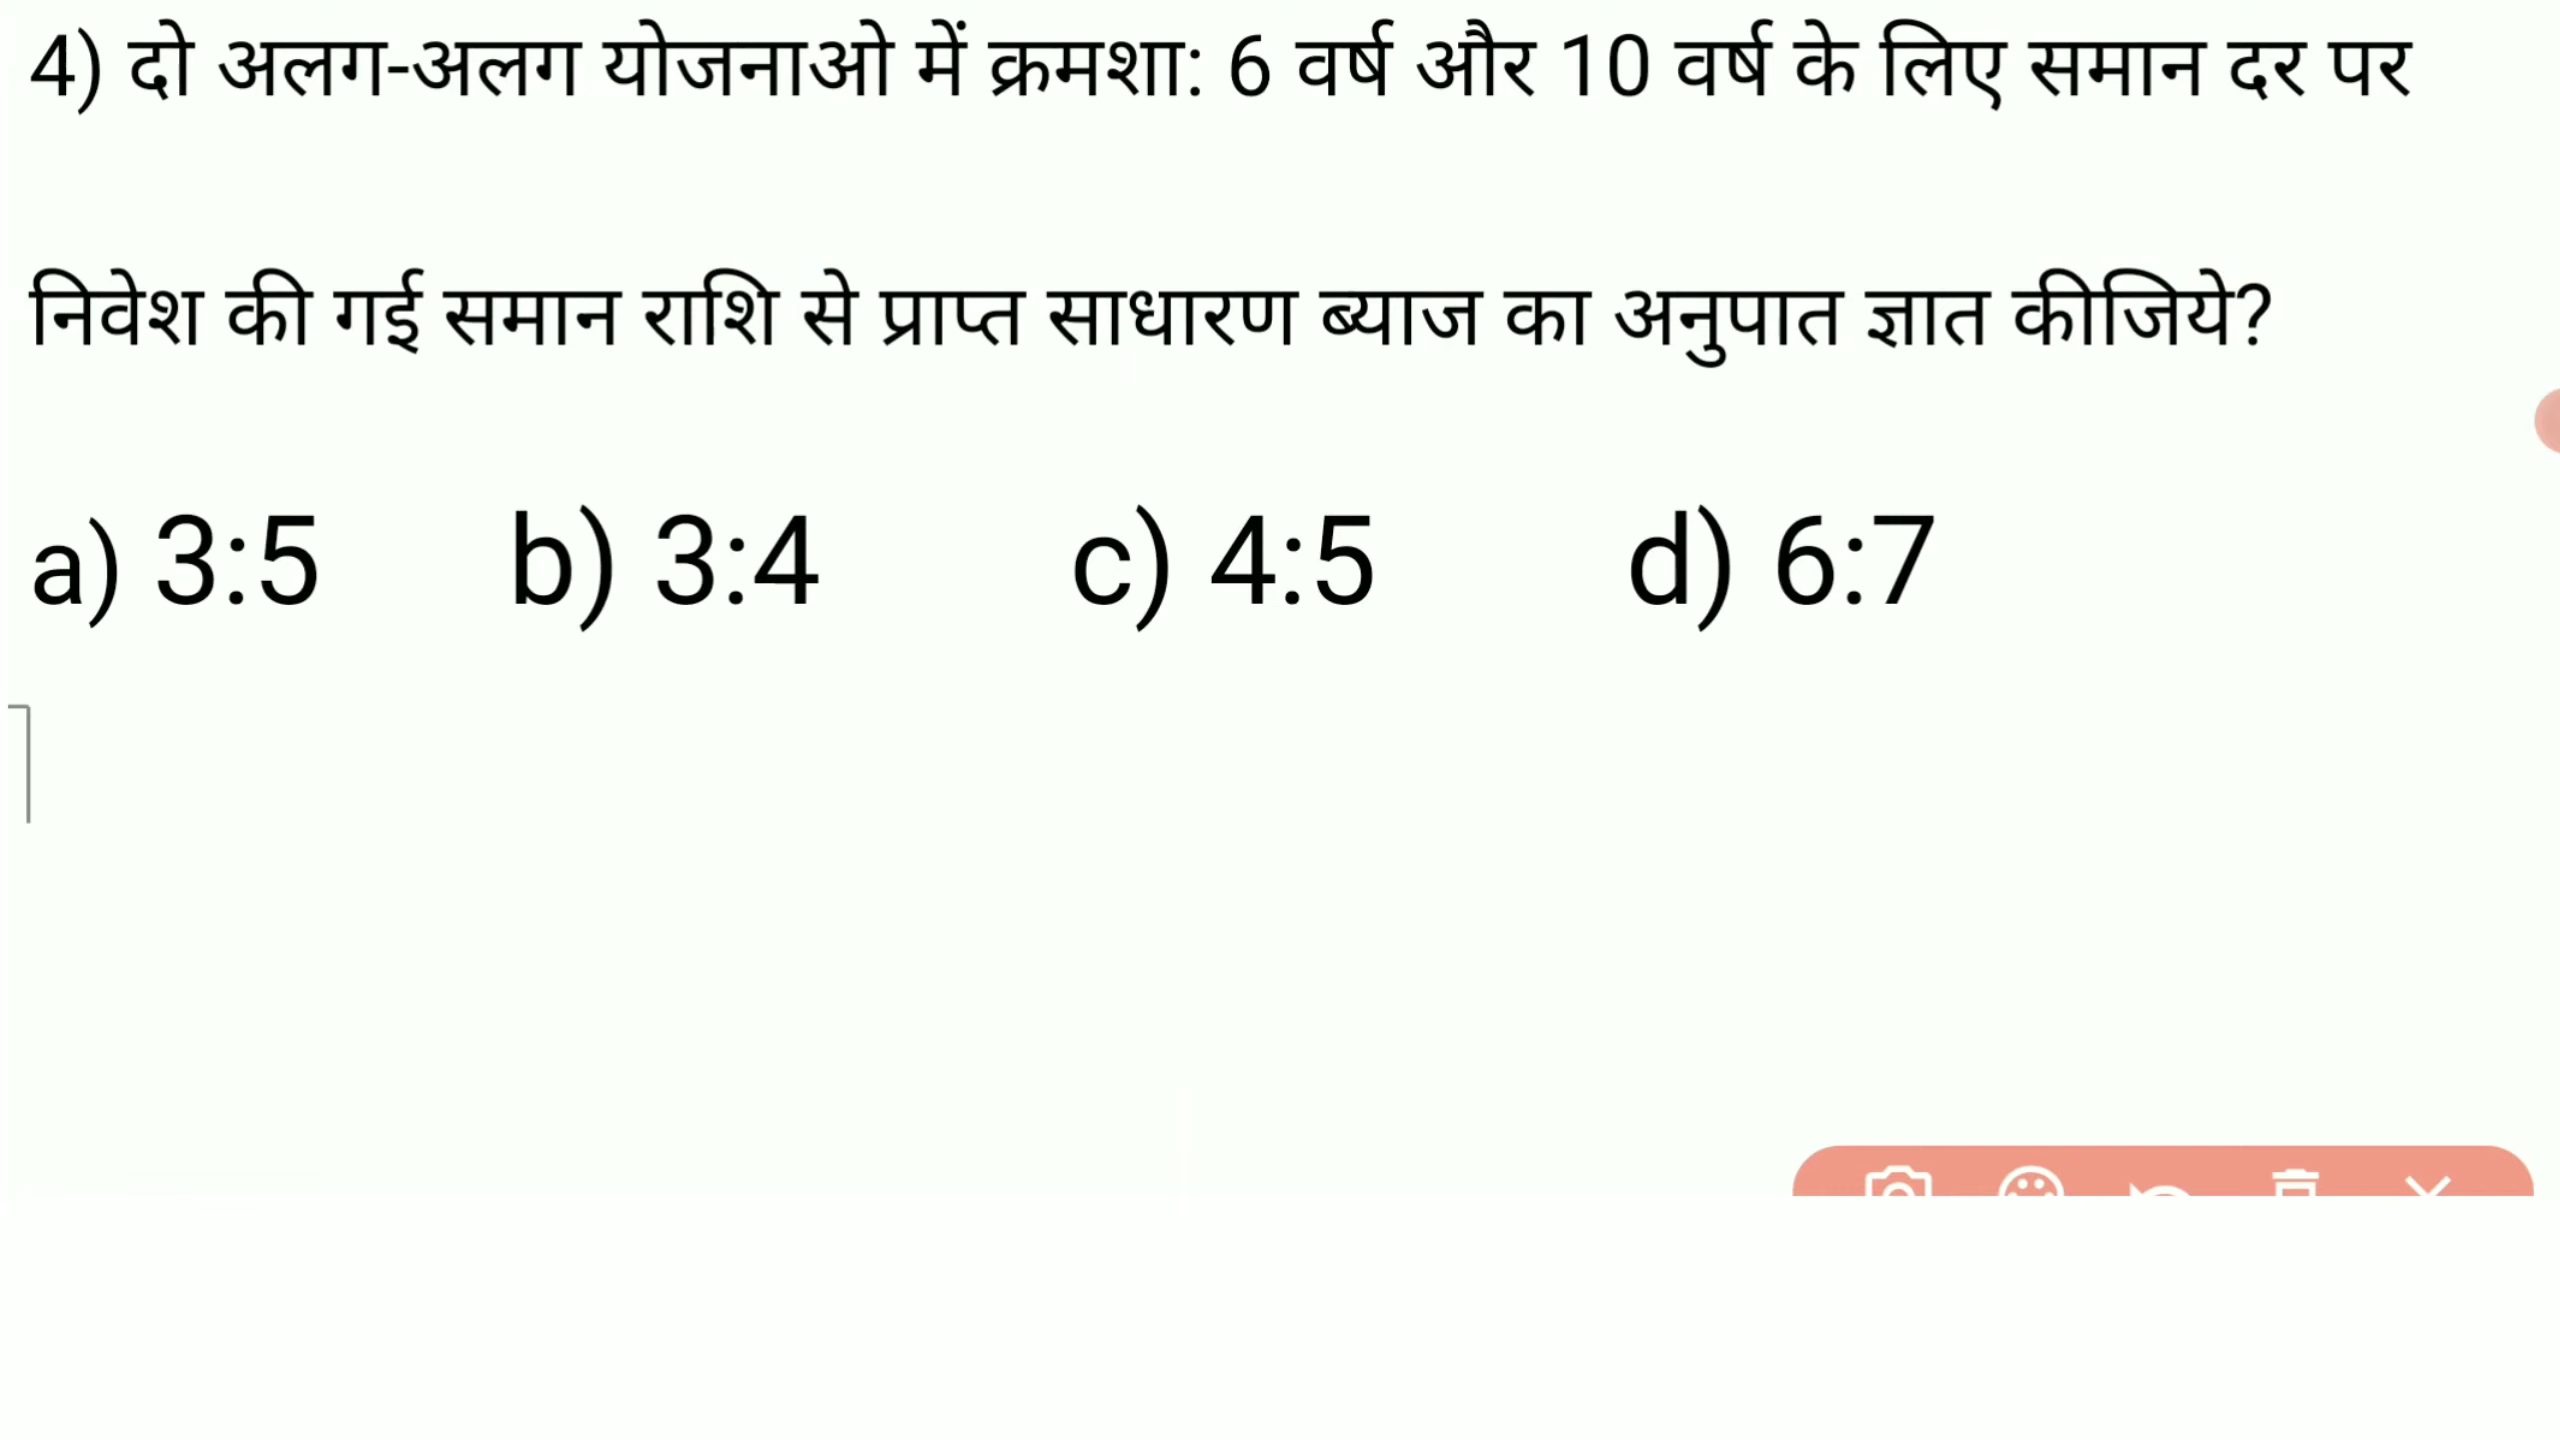 4) दो अलग-अलग योजनाओ में क्रमशा: 6 वर्ष और 10 वर्ष के लिए समान दर पर
निवेश की गई समान राशि से प्राप्त साधारण ब्याज का अनुपात ज्ञात कीजिये?
a) 3:5 b) 3:4 c) 4:5 d) 6:7